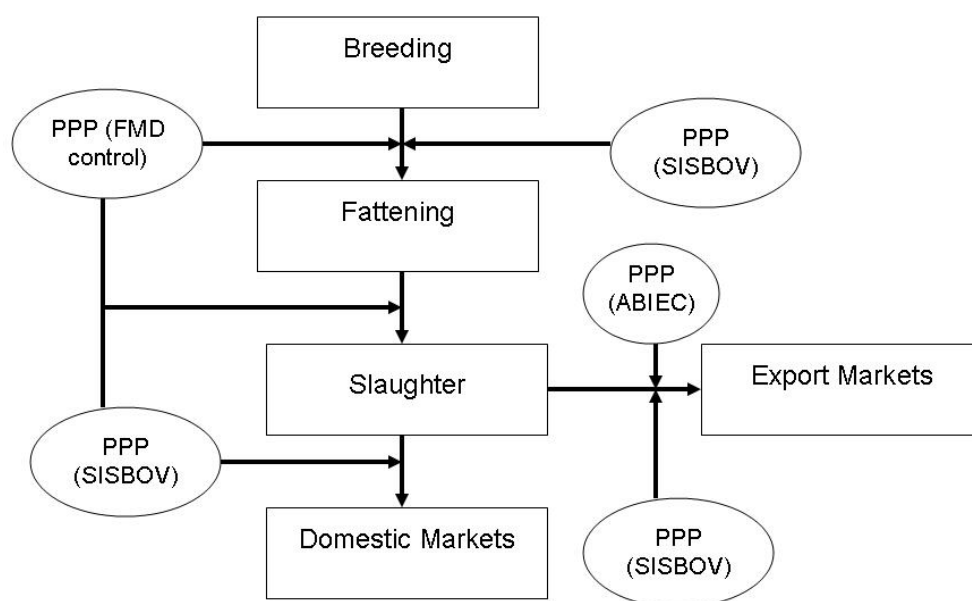 Breeding
PPP (FMD
control)
PPP
(SISBOV)
Fattening
PPP
(ABIEC)
Slaughter
Export Markets
PPP
(SISBOV)
Domestic Markets
PPP
(SISBOV)